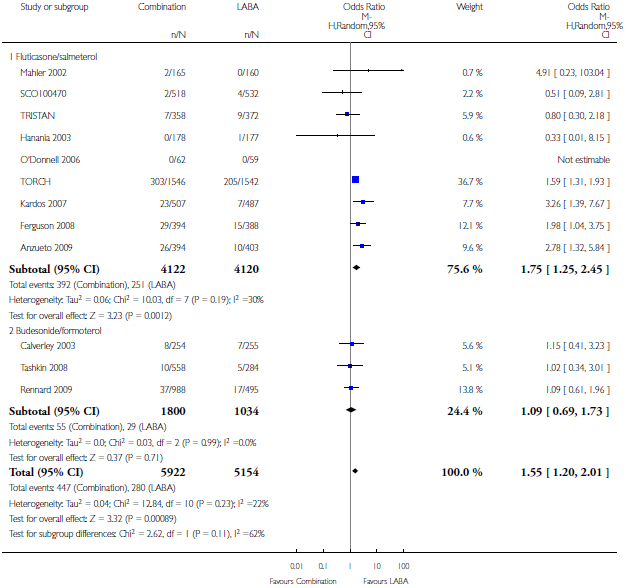 Study or subgroup Combination LABA Odds Ratio Weight Odds Ratio
M- M-
H,Random,95% H,Random,95%
n/N n/N CI CI
1 Fluticasone/salmeterol
Mahler 2002 2/165 0/160 0.7 % 4.91 [ 0.23, 103.04 ]
SCO100470 2/518 4/532 2.2 % 0.51 [ 0.09, 2.81 ]
TRISTAN 7/358 9/372 5.9 % 0.80 [ 0.30, 2.18 ]
Hanania 2003 0/178 1/177 0.6 % 0.33 [ 0.01, 8.15 ]
O'Donnell 2006 0/62 0/59 Not estimable
TORCH 303/1546 205/1542 36.7 % 1.59 [ 1.31, 1.93 ]
Kardos 2007 23/507 7/487 7.7 % 3.26 [ 1.39, 7.67 ]
Ferguson 2008 29/394 15/388 12.1 % 1.98 [ 1.04, 3.75 ]
Anzueto 2009 26/394 10/403 9.6 % 2.78 [ 1.32, 5.84 ]
Subtotal (95% CI) 4122 4120 75.6 % 1.75 [ 1.25, 2.45 ]
Total events: 392 (Combination), 251 (LABA)
Heterogeneity: Tau² = 0.06; Chi² = 10.03, df = 7 (P = 0.19); I² =30%
Test for overall effect: Z = 3.23 (P = 0.0012)
2 Budesonide/formoterol
Calverley 2003 8/254 7/255 5.6 % 1.15 [ 0.41, 3.23 ]
Tashkin 2008 10/558 5/284 5.1 % 1.02 [ 0.34, 3.01 ]
Rennard 2009 37/988 17/495 13.8 % 1.09 [ 0.61, 1.96 ]
Subtotal (95% CI) 1800 1034 24.4 % 1.09 [ 0.69, 1.73 ]
Total events: 55 (Combination), 29 (LABA)
Heterogeneity: Tau² = 0.0; Chi² = 0.03, df = 2 (P = 0.99); I² =0.0%
Test for overall effect: Z = 0.37 (P = 0.71)
Total (95% CI) 5922 5154 100.0 % 1.55 [ 1.20, 2.01 ]
Total events: 447 (Combination), 280 (LABA)
Heterogeneity: Tau² = 0.04; Chi² = 12.84, df = 10 (P = 0.23); I² =22%
Test for overall effect: Z = 3.32 (P = 0.00089)
Test for subgroup differences: Chi² = 2.62, df = 1 (P = 0.11), I² =62%
0.01 0.1 1 10 100
Favours Combination Favours LABA